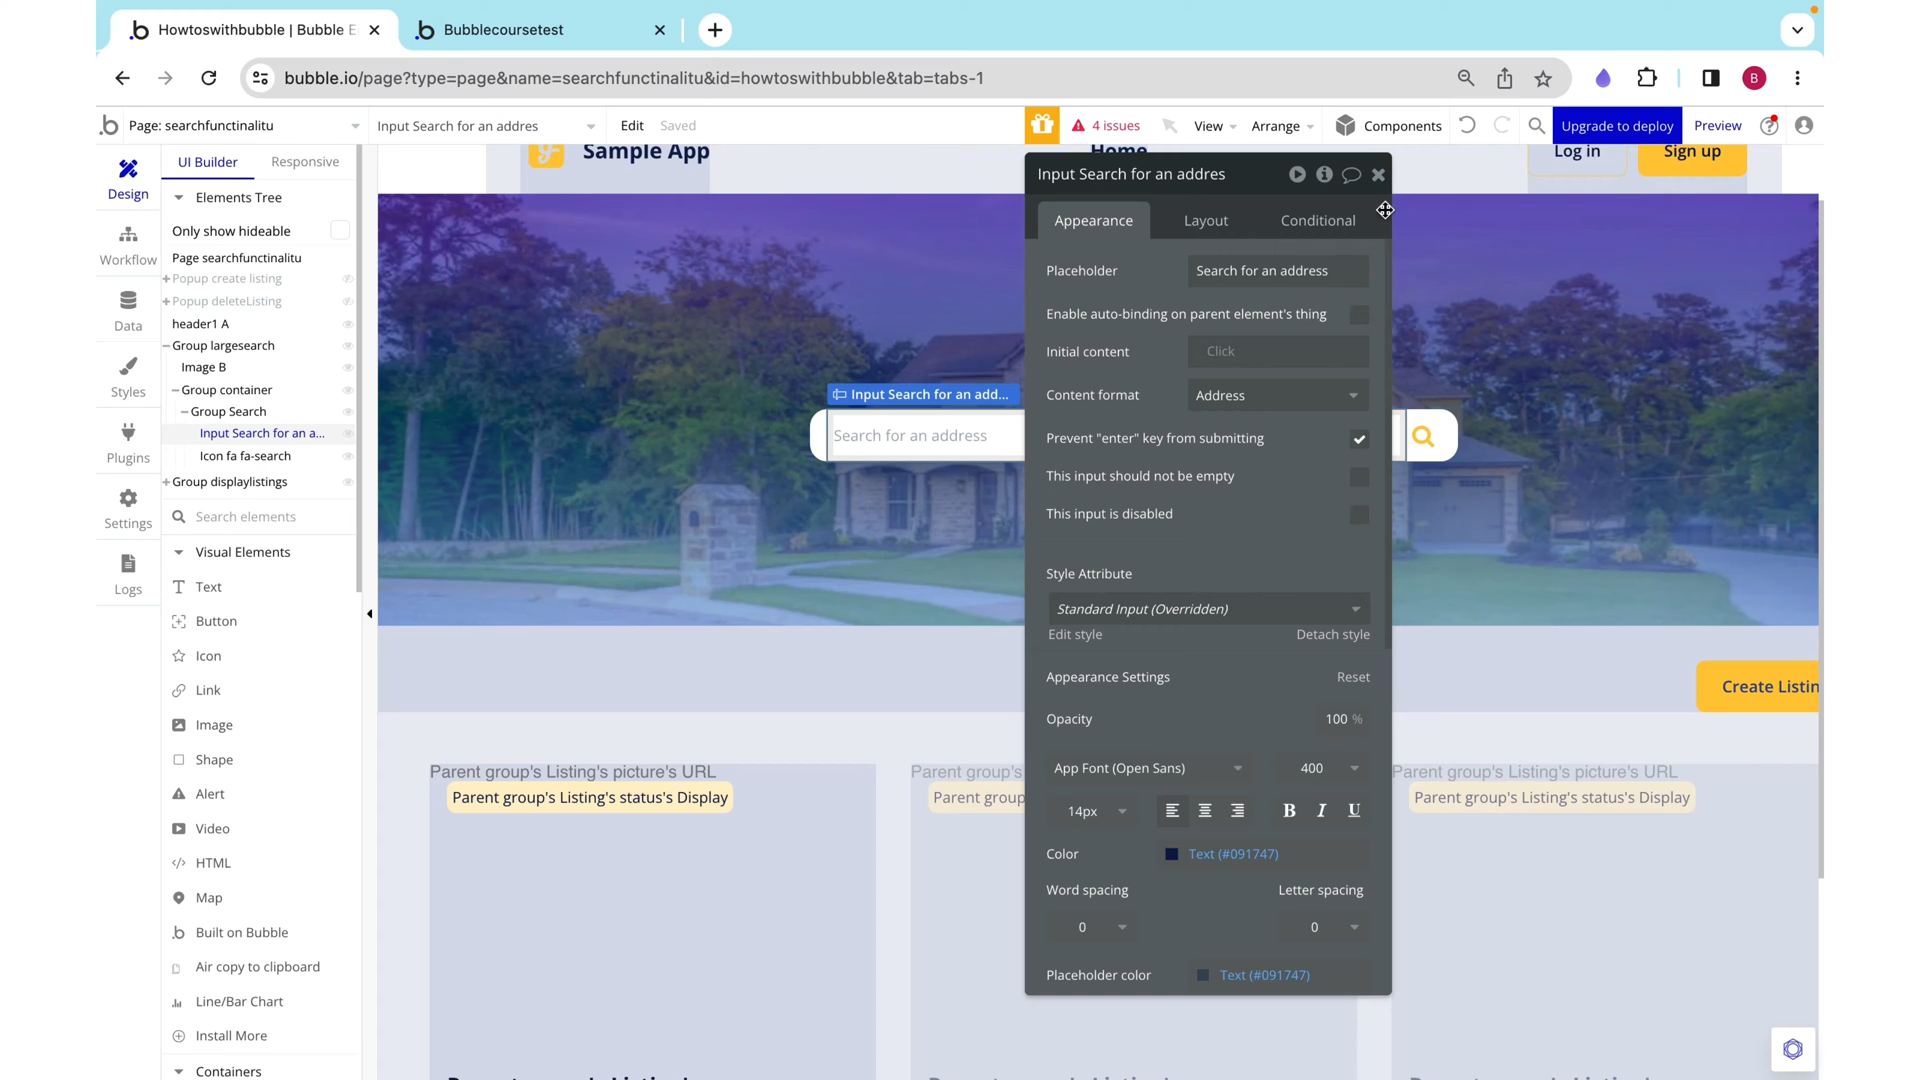 Howtoswithbubble | Bubble E
Bubblecoursetest
bubble.io/page?type=page&name=searchfunctinalitu&id=howtoswithbubble&tab=tabs-1
B
Page: searchfunctinalitu
Input Search for an addres
Edit
Saved
4 issues
View
Arrange
Components
Upgrade to deploy
Preview
Design
Workflow
Data
Styles
Plugins
Settings
Logs
UI Builder
Responsive
Elements Tree
Only show hideable
Page searchfunctinalitu
Popup create listing
Popup deleteListing
header1 A
Group largesearch
Image B
Group container
Group Search
Input Search for an a...
Icon fa fa-search
Group displaylistings
Search elements
Visual Elements
Text
Button
Icon
Link
Image
Shape
Alert
Video
HTML
Map
Built on Bubble
Air copy to clipboard
Line/Bar Chart
Install More
Containers
Sample App
Home
Log in
Sign up
Input Search for an add...
Search for an address
Create Listin
Parent group's Listing's picture's URL
Parent group's Listing's status's Display
Parent group's
Parent group
Parent group's Listing's picture's URL
Parent group's Listing's status's Display
Input Search for an addres
Appearance
Layout
Conditional
Placeholder
Search for an address
Enable auto-binding on parent element's thing
Initial content
Click
Content format
Address
Prevent "enter" key from submitting
This input should not be empty
This input is disabled
Style Attribute
Standard Input (Overridden)
Edit style
Detach style
Appearance Settings
Reset
Opacity
100 %
App Font (Open Sans)
400
14px
B I U
Color
Text (#091747)
Word spacing
Letter spacing
0
0
Placeholder color
Text (#091747)